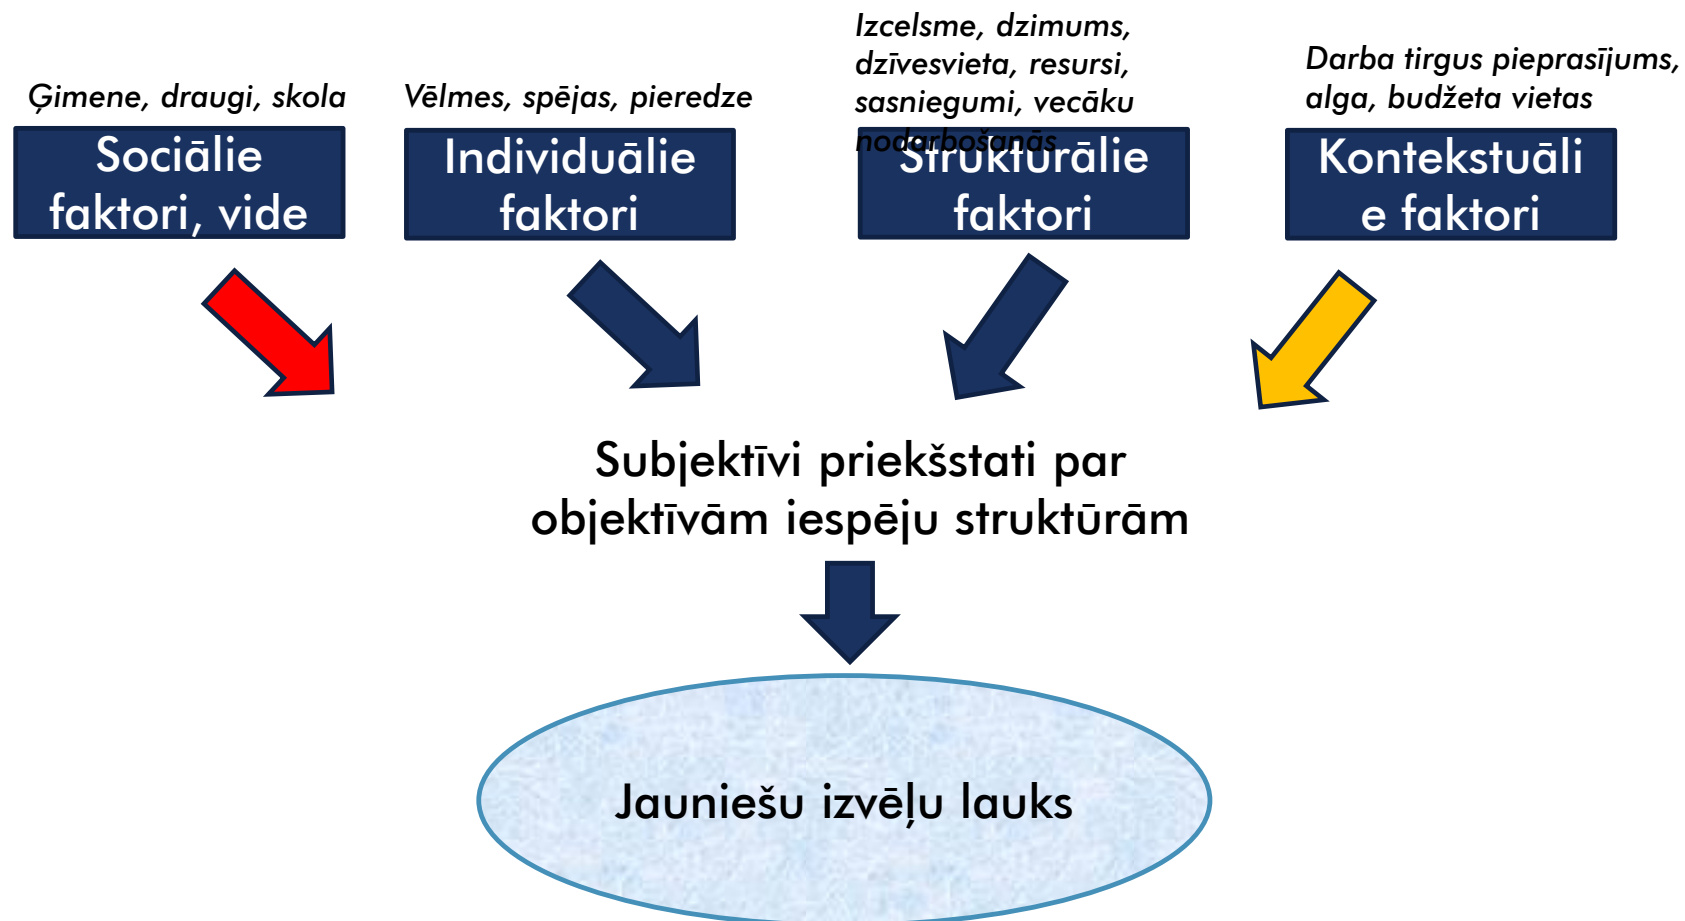 Ģimene, draugi, skola
Sociālie
faktori, vide
Vēlmes, spējas, pieredze
Individuālie
faktori
Izcelsme, dzimums,
dzīvesvieta, resursi,
sasniegumi, vecāku
nodarbošanās
Strukturālie
faktori
Darba tirgus pieprasījums,
alga, budžeta vietas
Kontekstuāli
e faktori
Subjektīvi priekšstati par
objektīvām iespēju struktūrām
Jauniešu izvēļu lauks